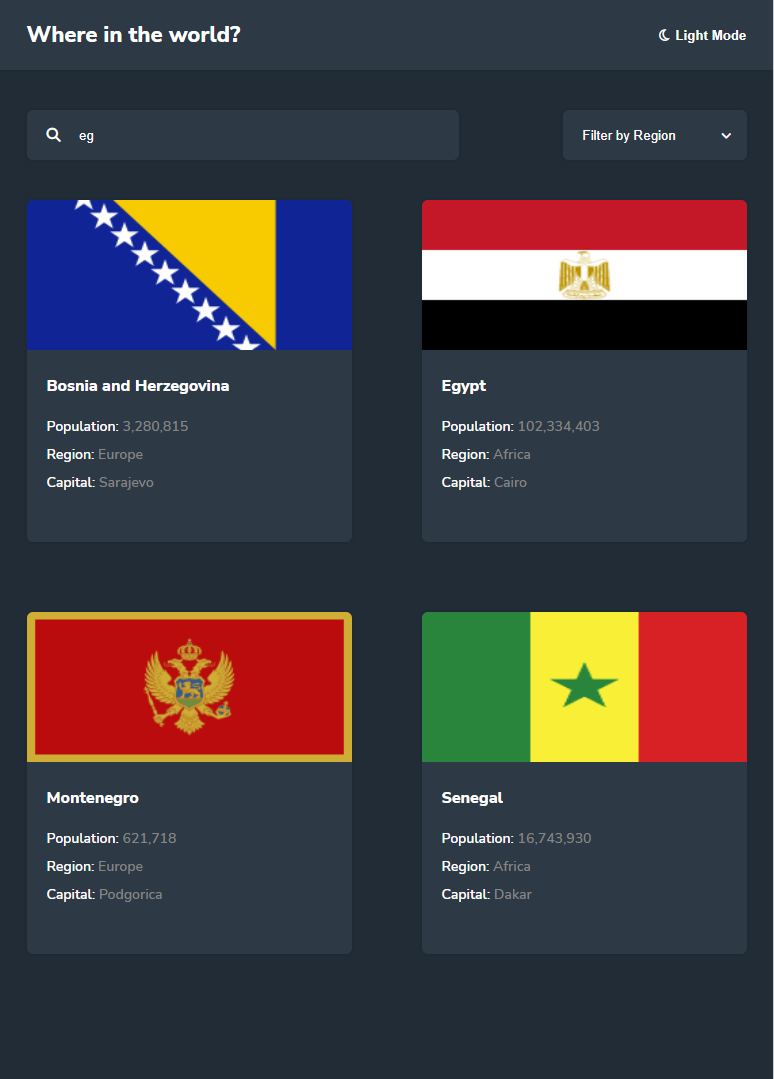 Where in the world?
Light Mode
eg
Filter by Region
Bosnia and Herzegovina
Population: 3,280,815
Region: Europe
Capital: Sarajevo
Egypt
Population: 102,334,403
Region: Africa
Capital: Cairo
Montenegro
Population: 621,718
Region: Europe
Capital: Podgorica
Senegal
Population: 16,743,930
Region: Africa
Capital: Dakar